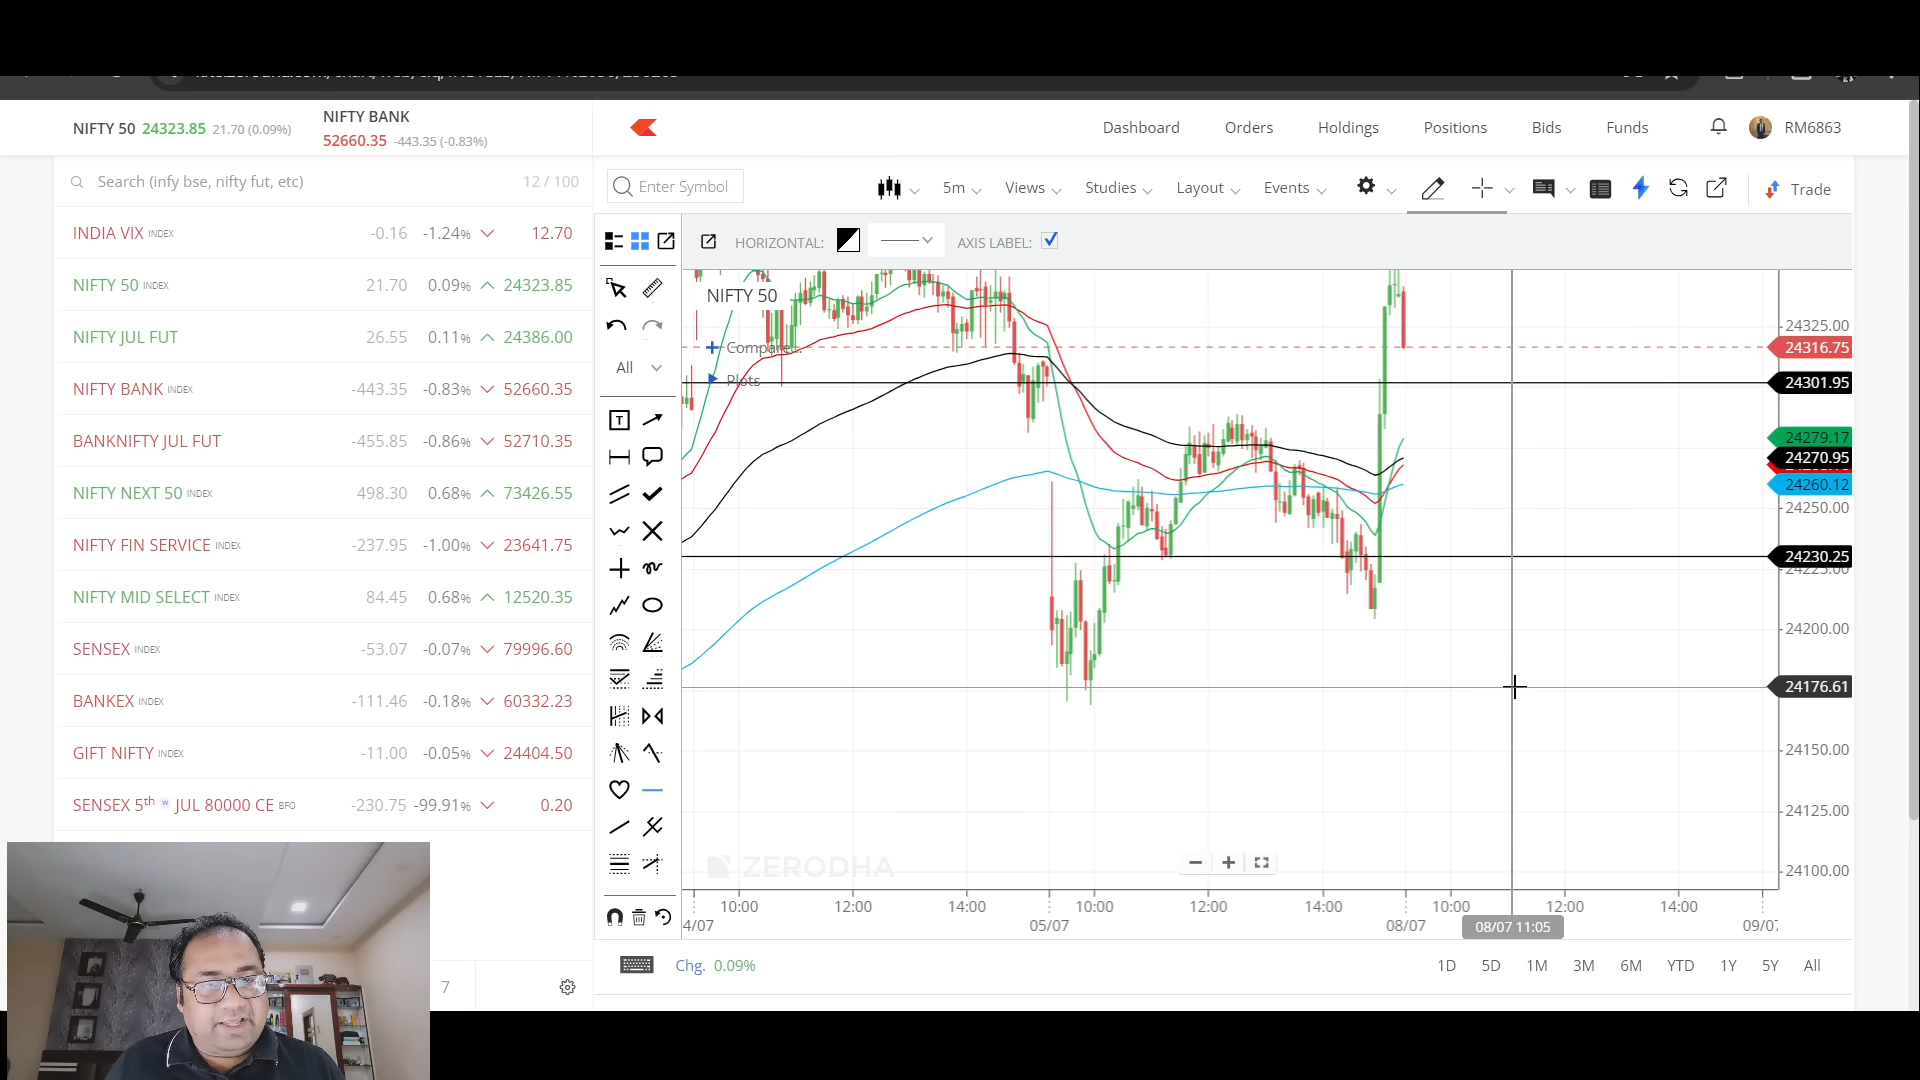 NIFTY 50 24323.85 21.70 (0.09%)
NIFTY BANK
52660.35 -443.35 (-0.83%)
Dashboard Orders Holdings Positions Bids Funds RM6863
Search (infy bse, nifty fut, etc) 12 / 100
Enter Symbol 5m Views Studies Layout Events Trade
HORIZONTAL: AXIS LABEL:
INDIA VIX INDEX -0.16 -1.24% 12.70
NIFTY 50 INDEX 21.70 0.09% 24323.85
NIFTY JUL FUT 26.55 0.11% 24386.00
NIFTY BANK INDEX -443.35 -0.83% 52660.35
BANKNIFTY JUL FUT -455.85 -0.86% 52710.35
NIFTY NEXT 50 INDEX 498.30 0.68% 73426.55
NIFTY FIN SERVICE INDEX -237.95 -1.00% 23641.75
NIFTY MID SELECT INDEX 84.45 0.68% 12520.35
SENSEX INDEX -53.07 -0.07% 79996.60
BANKEX INDEX -111.46 -0.18% 60332.23
GIFT NIFTY INDEX -11.00 -0.05% 24404.50
SENSEX 5th w JUL 80000 CE BFO -230.75 -99.91% 0.20
7
All
T
NIFTY 50
Compare...
Plots
24325.00
24316.75
24301.95
24279.17
24270.95
24260.12
24250.00
24230.25
24225.00
24200.00
24176.61
24150.00
24125.00
24100.00
ZERODHA
10:00 12:00 14:00 10:00 12:00 14:00 10:00 12:00 14:00
4/07 05/07 08/07 08/07 11:05 09/07
Chg. 0.09%
1D 5D 1M 3M 6M YTD 1Y 5Y All